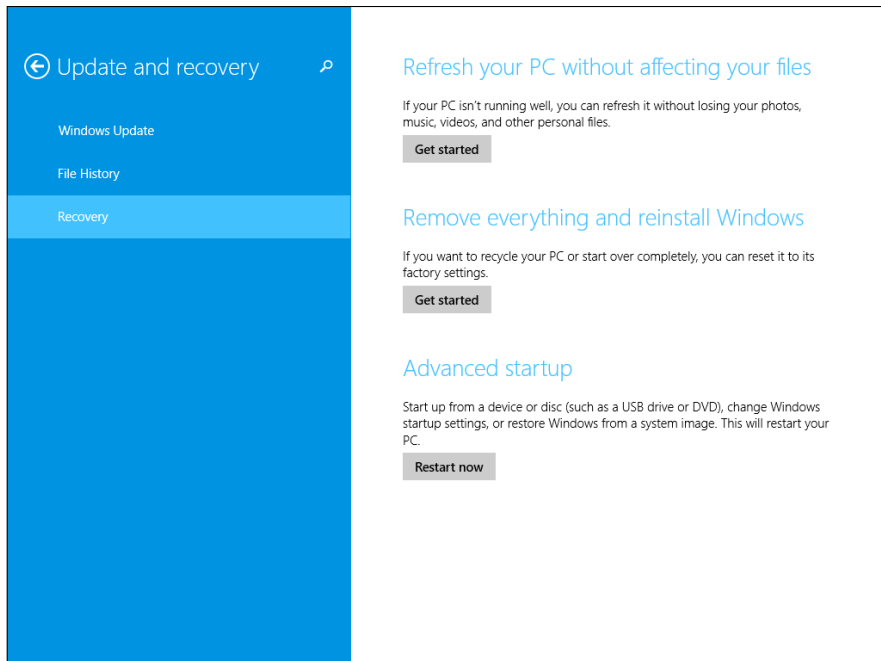 Update and recovery
Windows Update
File History
Recovery
Refresh your PC without affecting your files
If your PC isn't running well, you can refresh it without losing your photos,
music, videos, and other personal files.
Get started
Remove everything and reinstall Windows
If you want to recycle your PC or start over completely, you can reset it to its
factory settings.
Get started
Advanced startup
Start up from a device or disc (such as a USB drive or DVD), change Windows
startup settings, or restore Windows from a system image. This will restart your
PC.
Restart now